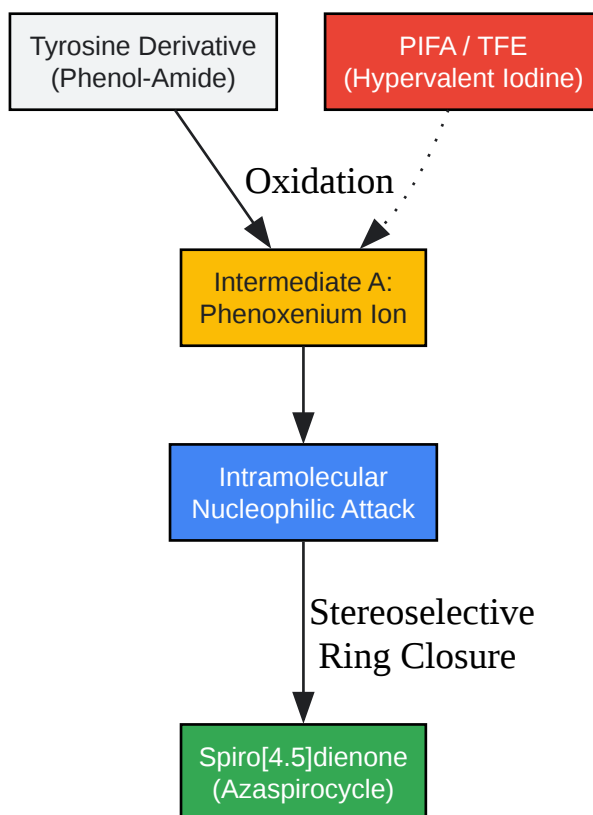 Tyrosine Derivative
(Phenol-Amide)
PIFA / TFE
(Hypervalent Iodine)
Oxidation
Intermediate A:
Phenoxenium Ion
Intramolecular
Nucleophilic Attack
Stereoselective
Ring Closure
Spiro[4.5]dienone
(Azaspirocycle)